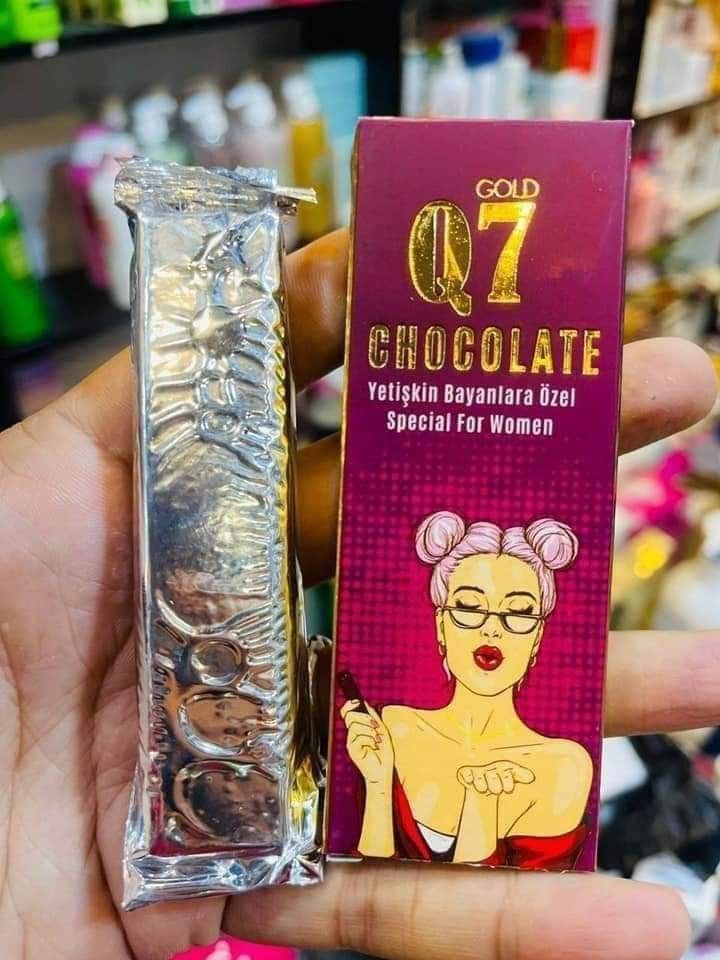 GOLD
Q7
CHOCOLATE
Yetişkin Bayanlara Özel
Special For Women